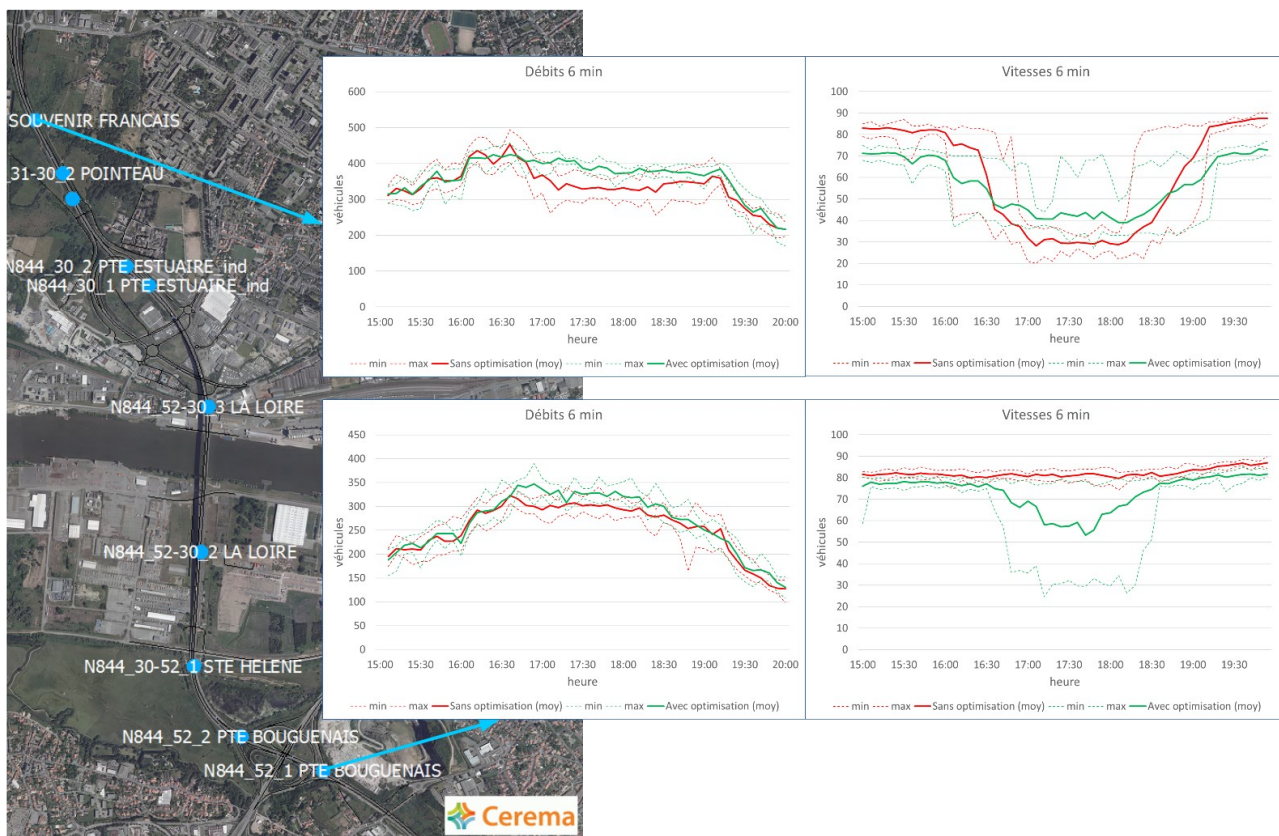 SOUVENIR FRANCAIS
31-30_2 POINTEAU
N844_30_2 PTE ESTUAIRE_ind
N844_30_1 PTE ESTUAIRE_ind
N844_52-30_3 LA LOIRE
N844_52-30_2 LA LOIRE
N844_30-52_1 STE HELENE
N844_52_2 PTE BOUGUENAIS
N844_52_1 PTE BOUGUENAIS
Cerema
Débits 6 min
600
500
400
300
200
100
0
véhicules
15:00 15:30 16:00 16:30 17:00 17:30 18:00 18:30 19:00 19:30 20:00
heure
min max Sans optimisation (moy) min max Avec optimisation (moy)
Vitesses 6 min
100
90
80
70
60
50
40
30
20
10
0
véhicules
15:00 15:30 16:00 16:30 17:00 17:30 18:00 18:30 19:00 19:30
heure
min max Sans optimisation (moy) min max Avec optimisation (moy)
Débits 6 min
450
400
350
300
250
200
150
100
50
0
véhicules
15:00 15:30 16:00 16:30 17:00 17:30 18:00 18:30 19:00 19:30 20:00
heure
min max Sans optimisation (moy) min max Avec optimisation (moy)
Vitesses 6 min
100
90
80
70
60
50
40
30
20
10
0
véhicules
15:00 15:30 16:00 16:30 17:00 17:30 18:00 18:30 19:00 19:30
heure
min max Sans optimisation (moy) min max Avec optimisation (moy)